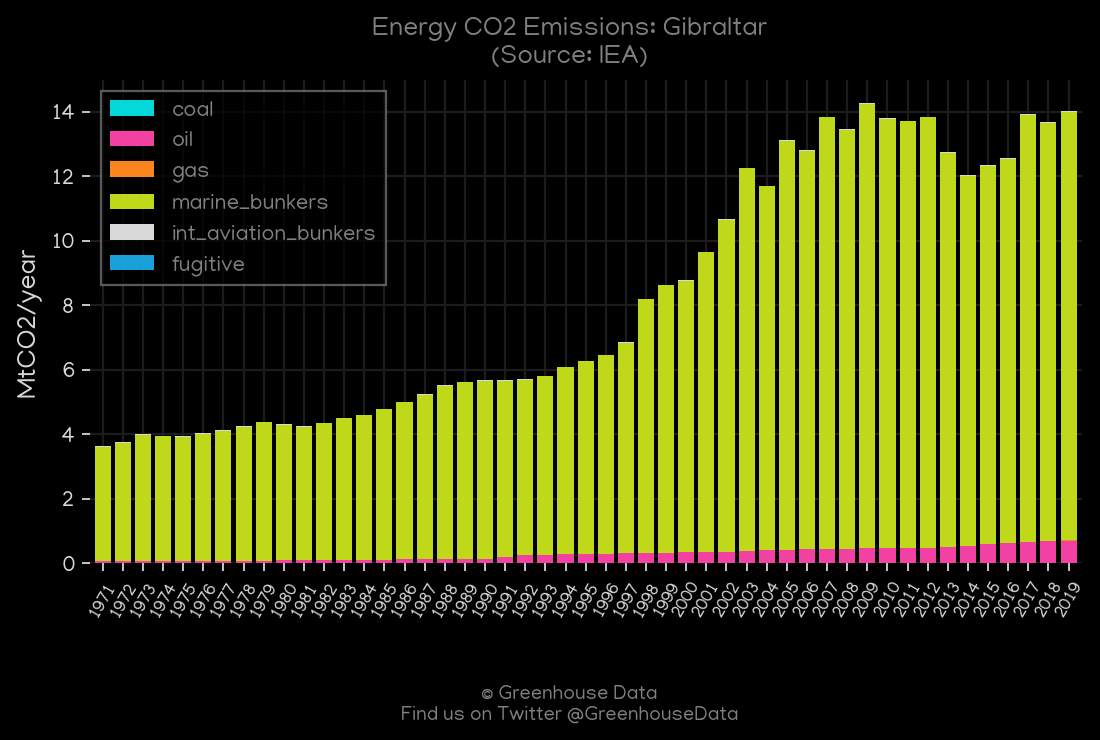 Energy CO2 Emissions: Gibraltar
(Source: IEA)
coal
oil
gas
marine_bunkers
int_aviation_bunkers
fugitive
MtCO2/year
14
12
10
8
6
4
2
0
1971 1972 1973 1974 1975 1976 1977 1978 1979 1980 1981 1982 1983 1984 1985 1986 1987 1988 1989 1990 1991 1992 1993 1994 1995 1996 1997 1998 1999 2000 2001 2002 2003 2004 2005 2006 2007 2008 2009 2010 2011 2012 2013 2014 2015 2016 2017 2018 2019
© Greenhouse Data
Find us on Twitter @GreenhouseData